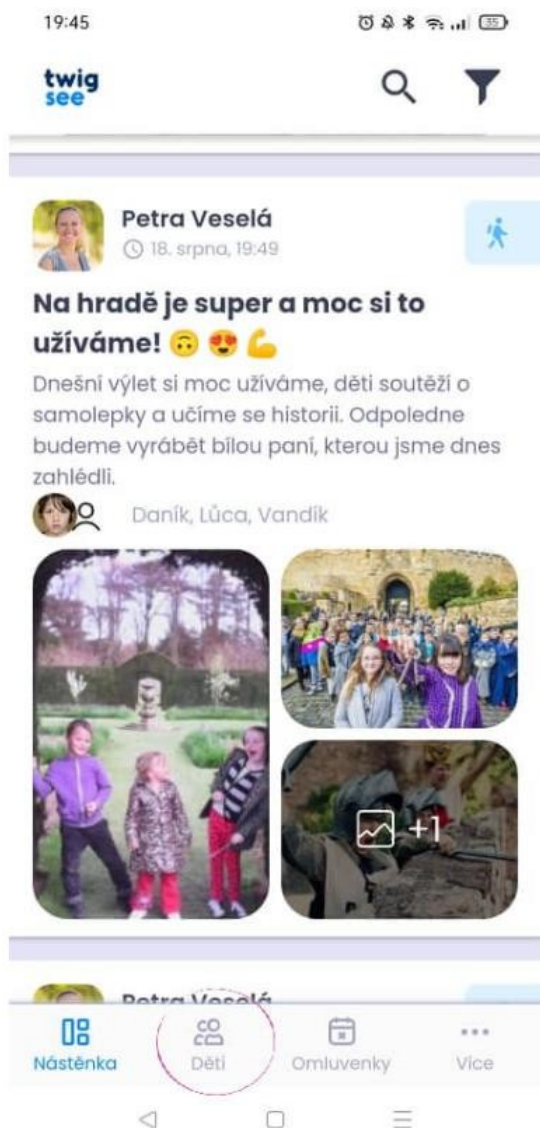 19:45
35
twig
see
Petra Veselá
18. srpna, 19:49
Na hradě je super a moc si to
užíváme! 🙃 😍 💪
Dnešní výlet si moc užíváme, děti soutěží o
samolepky a učíme se historii. Odpoledne
budeme vyrábět bílou paní, kterou jsme dnes
zahlédli.
Daník, Lůca, Vandík
+1
Petra Veselá
Nástěnka
Děti
Omluvenky
Více